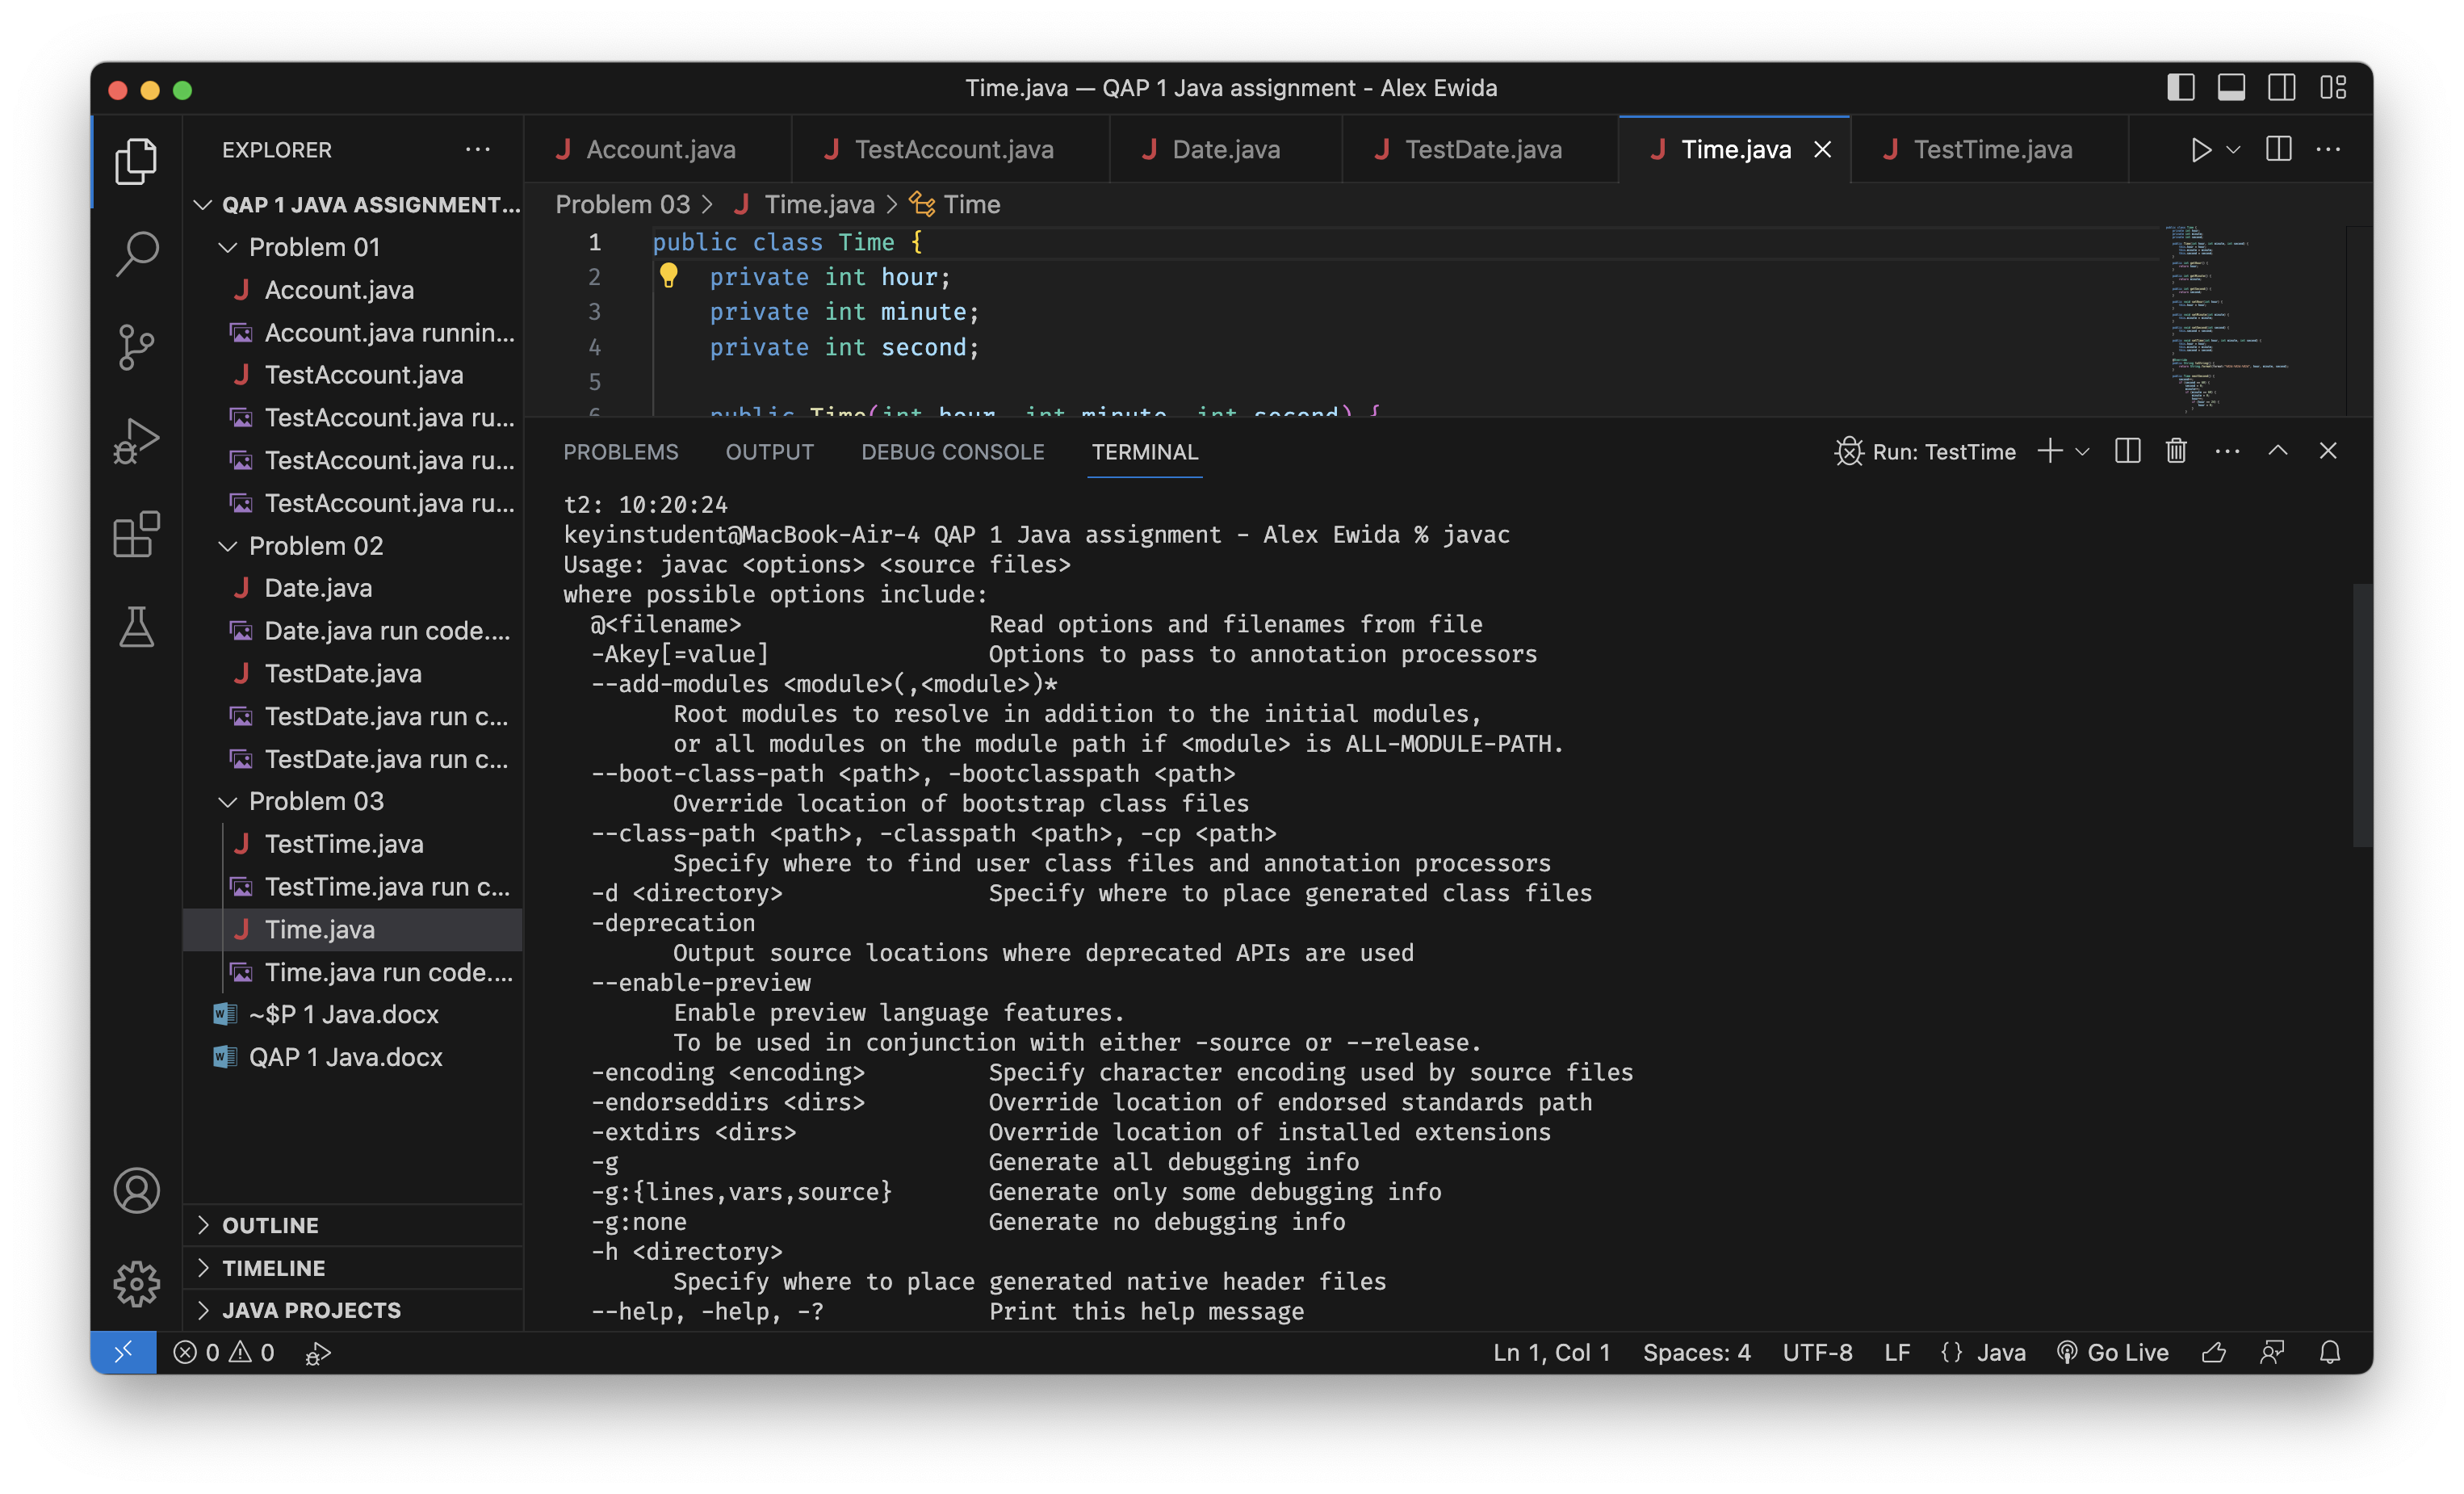 Time.java — QAP 1 Java assignment - Alex Ewida
EXPLORER
QAP 1 JAVA ASSIGNMENT...
Problem 01
Account.java
Account.java runnin...
TestAccount.java
TestAccount.java ru...
TestAccount.java ru...
TestAccount.java ru...
Problem 02
Date.java
Date.java run code....
TestDate.java
TestDate.java run c...
TestDate.java run c...
Problem 03
TestTime.java
TestTime.java run c...
Time.java
Time.java run code....
~$P 1 Java.docx
QAP 1 Java.docx
OUTLINE
TIMELINE
JAVA PROJECTS
Account.java TestAccount.java Date.java TestDate.java Time.java TestTime.java
Problem 03 > Time.java > Time
1 public class Time {
2 private int hour;
3 private int minute;
4 private int second;
5
6 public Time(int hour, int minute, int second) {
PROBLEMS OUTPUT DEBUG CONSOLE TERMINAL Run: TestTime
t2: 10:20:24
keyinstudent@MacBook-Air-4 QAP 1 Java assignment - Alex Ewida % javac
Usage: javac <options> <source files>
where possible options include:
@<filename> Read options and filenames from file
-Akey[=value] Options to pass to annotation processors
--add-modules <module>(,<module>)*
Root modules to resolve in addition to the initial modules,
or all modules on the module path if <module> is ALL-MODULE-PATH.
--boot-class-path <path>, -bootclasspath <path>
Override location of bootstrap class files
--class-path <path>, -classpath <path>, -cp <path>
Specify where to find user class files and annotation processors
-d <directory> Specify where to place generated class files
-deprecation
Output source locations where deprecated APIs are used
--enable-preview
Enable preview language features.
To be used in conjunction with either -source or --release.
-encoding <encoding> Specify character encoding used by source files
-endorseddirs <dirs> Override location of endorsed standards path
-extdirs <dirs> Override location of installed extensions
-g Generate all debugging info
-g:{lines,vars,source} Generate only some debugging info
-g:none Generate no debugging info
-h <directory>
Specify where to place generated native header files
--help, -help, -? Print this help message
0 0 Ln 1, Col 1 Spaces: 4 UTF-8 LF {} Java Go Live